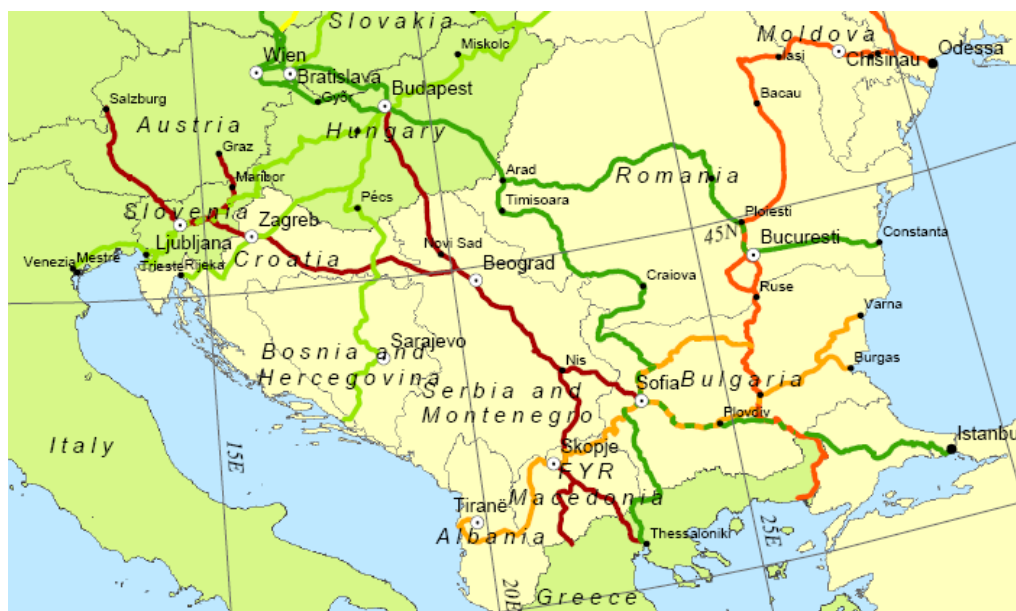 Slovakia
Moldova
Miskolc
Wien
Bratislava
Iasi
Chisinau
Odessa
Budapest
Györ
Salzburg
Bacau
Austria
Hungary
Graz
Arad
Romania
Maribor
Pécs
Timisoara
Slovenia
Zagreb
Ploiesti
45N
Bucuresti
Constanta
Ljubljana
Novi Sad
Venezia
Mestre
Trieste
Rijeka
Croatia
Beograd
Craiova
Ruse
Varna
Sarajevo
Bosnia and
Hercegovina
Nis
Burgas
Serbia and
Montenegro
Sofia
Bulgaria
Plovdiv
Italy
15E
Istanbu
Skopje
FYR
Macedonia
Tiranë
Albania
25E
Thessaloniki
20E
Greece